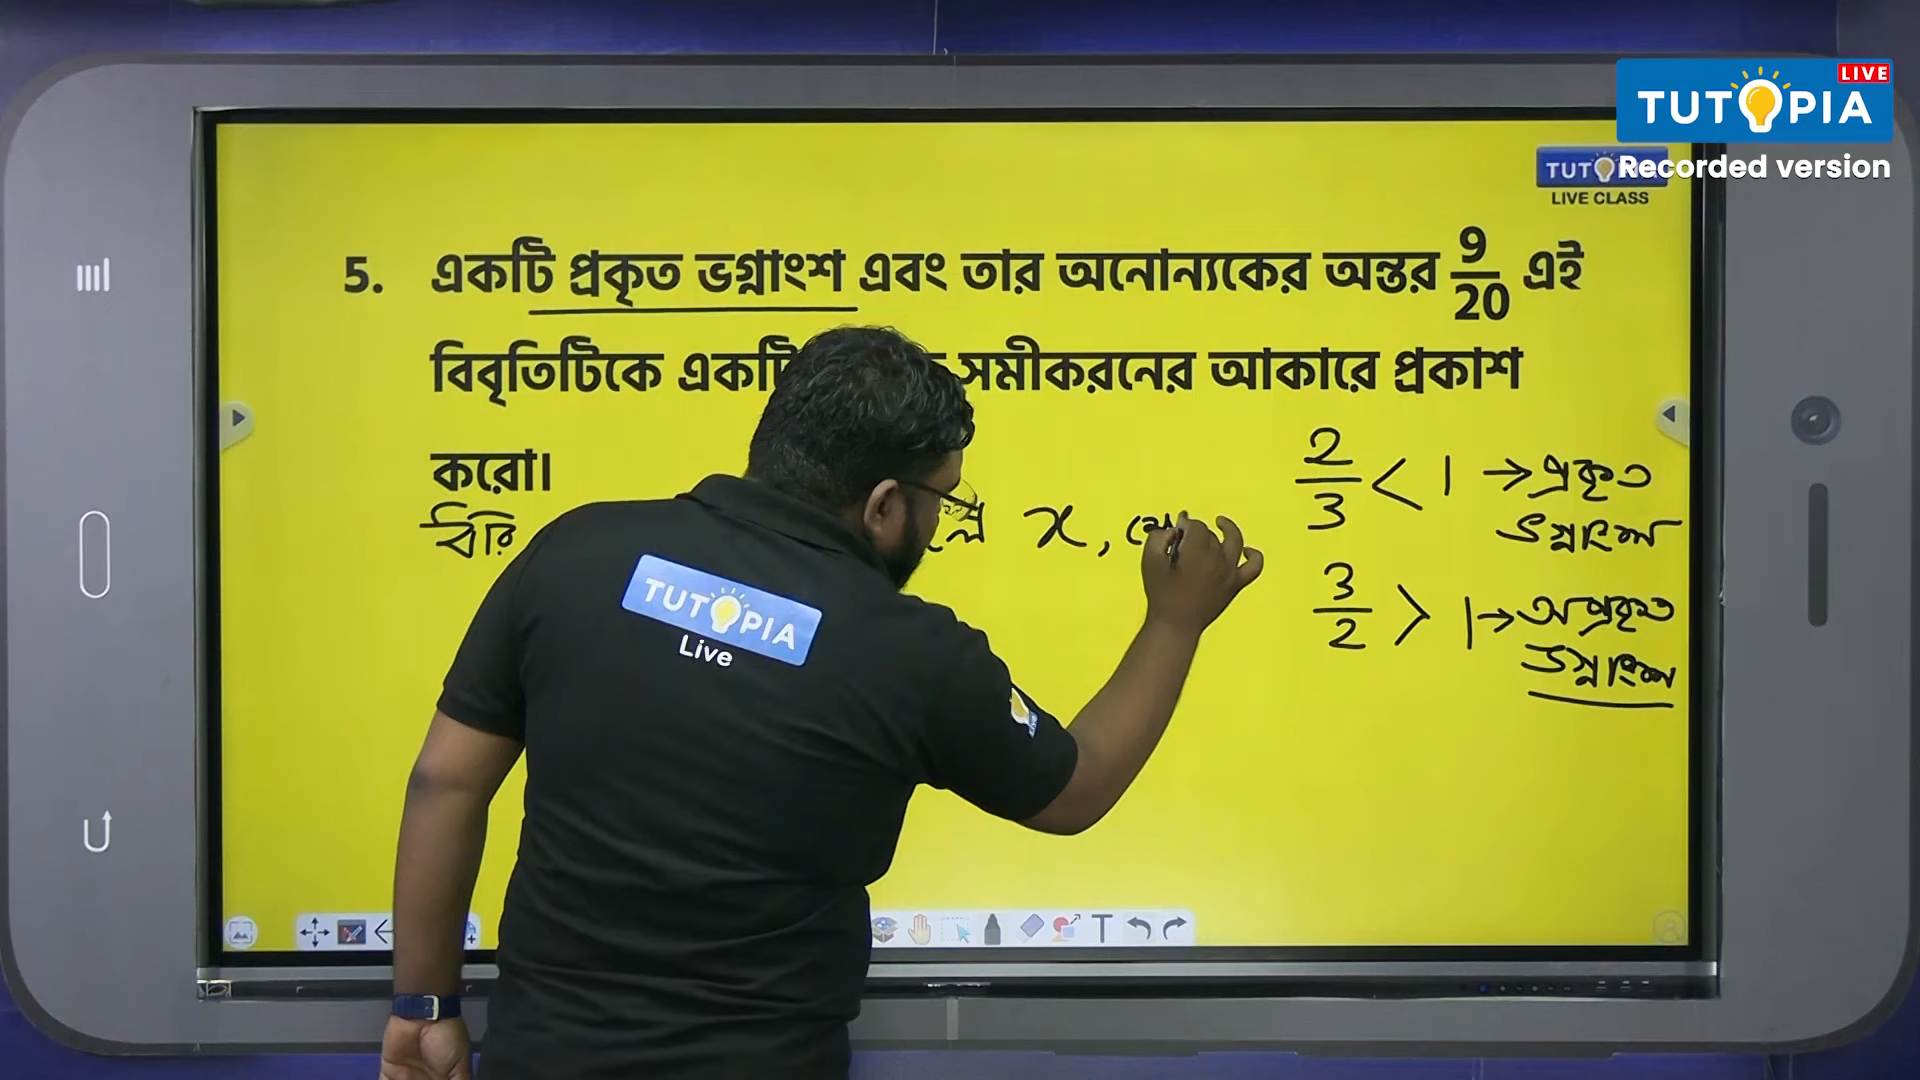 LIVE
TUTOPIA
Recorded version
LIVE CLASS
5. একটি প্রকৃত ভগ্নাংশ এবং তার অনোন্যকের অন্তর 9/20 এই
বিবৃতিটিকে একটি সমীকরনের আকারে প্রকাশ
করো।
x,
2/3 < 1 → প্রকৃত
ভগ্নাংশ
3/2 > 1 → অপ্রকৃত
ভগ্নাংশ
TUTOPIA
Live
T